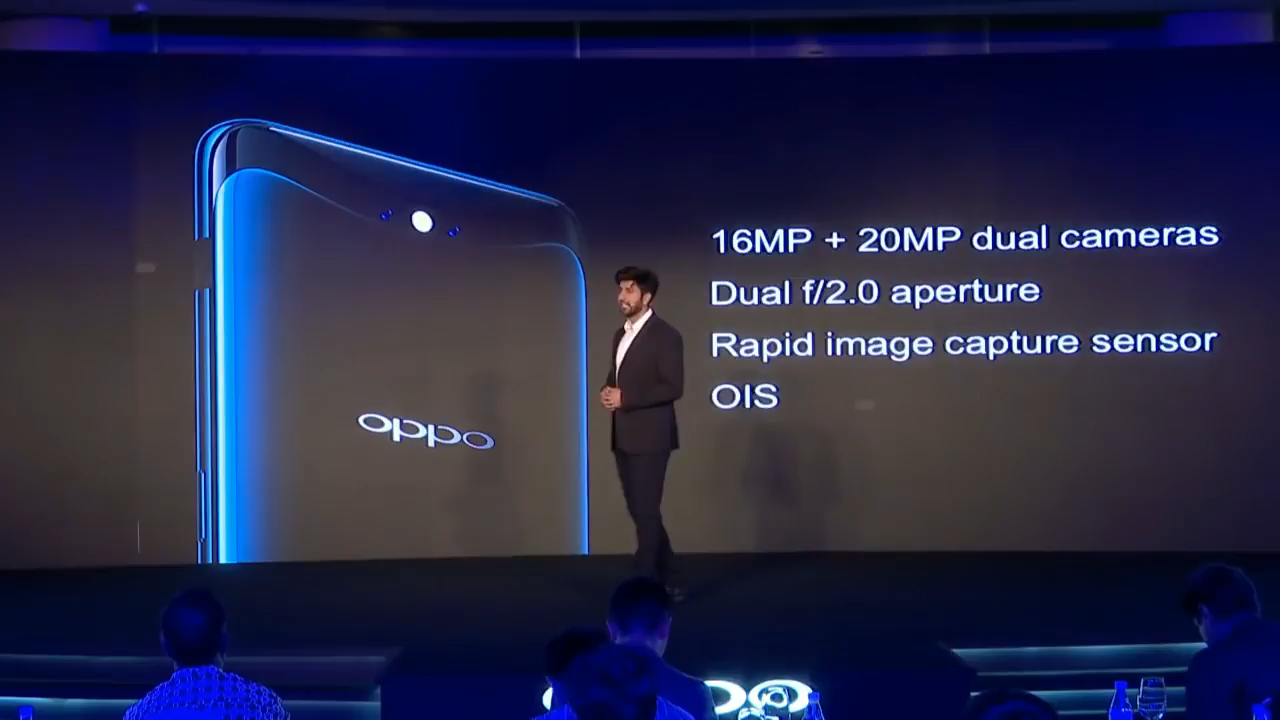 16MP + 20MP dual cameras
Dual f/2.0 aperture
Rapid image capture sensor
OIS
oppo